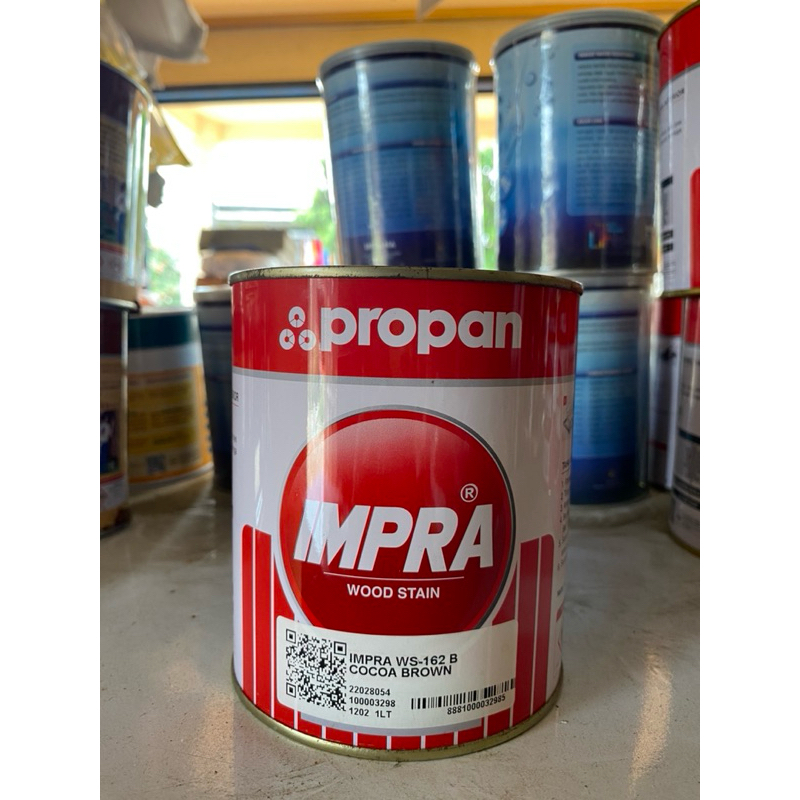 propan
IMPRA ®
WOOD STAIN
IMPRA WS-162 B
COCOA BROWN
22028054
100003298
1202 1LT
8881000032985